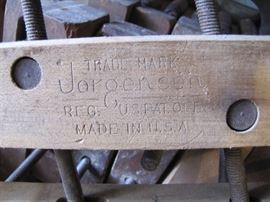 TRADE MARK
Jorgensen
REG. U.S. PAT. OFF.
MADE IN U.S.A.